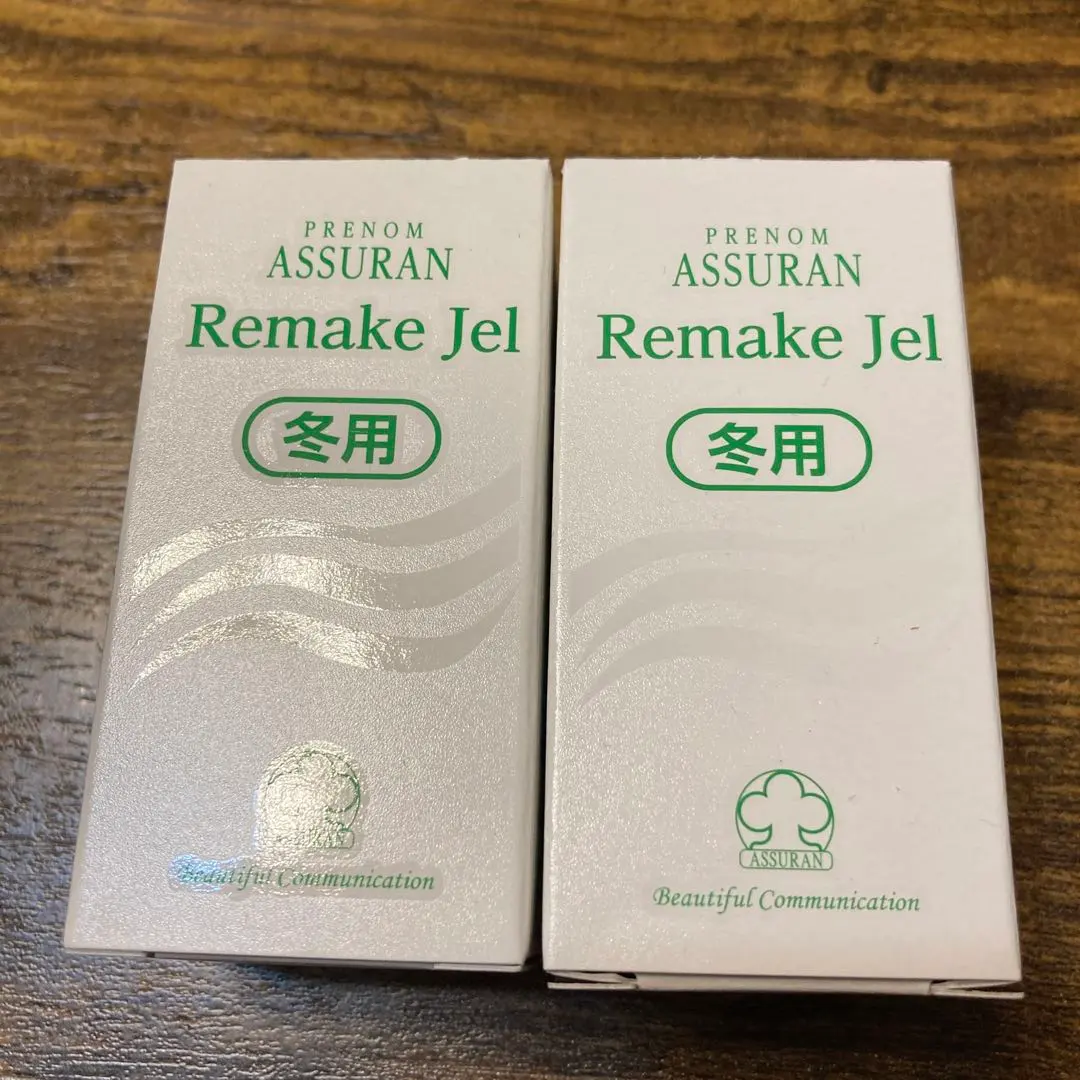 PRENOM
ASSURAN
Remake Jel
冬用
Beautiful Communication
PRENOM
ASSURAN
Remake Jel
冬用
ASSURAN
Beautiful Communication